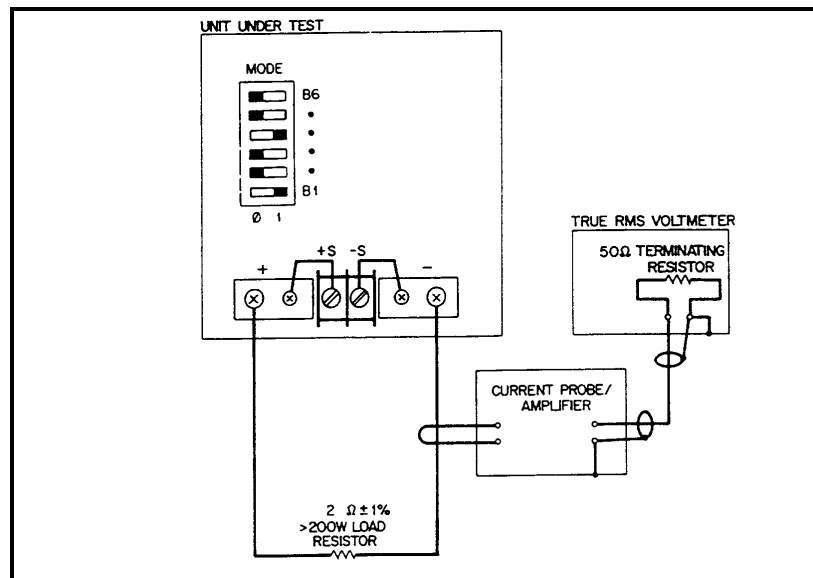 UNIT UNDER TEST
MODE
B6
B1
Ø 1
+S -S
+ -
TRUE RMS VOLTMETER
50Ω TERMINATING
RESISTOR
CURRENT PROBE/
AMPLIFIER
2 Ω±1%
>200W LOAD
RESISTOR